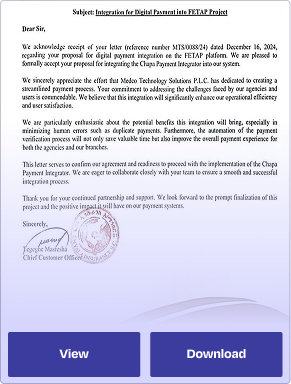 Subject: Integration for Digital Payment into FETAP Project
Dear Sir,
We acknowledge receipt of your letter (reference number MTS/0088/24) dated December 16, 2024,
regarding your proposal for digital payment integration on the FETAP system. We are pleased to
formally accept your proposal for integrating the Chapa Payment Integrator into our system.
We sincerely appreciate the effort that Medco Technology Solutions P.L.C. has dedicated to creating a
streamlined payment process. Your commitment to addressing the challenges faced by our agencies and
users is commendable. We believe that this integration will significantly enhance our operational efficiency
and user satisfaction.
We are particularly enthusiastic about the potential benefits this integration will bring, especially in
minimizing human errors such as duplicate payments. Furthermore, the automation of the payment
verification process will not only save valuable time but also improve the overall payment experience for
both the agencies and our branches.
This letter serves to confirm our agreement and readiness to proceed with the implementation of the Chapa
Payment Integrator. We are eager to collaborate closely with your team to ensure a smooth and successful
integration process.
Thank you for your continued partnership and support. We look forward to the prompt finalization of this
project and the positive impact it will have on our payment systems.
Sincerely,
Chief Customer Officer
View
Download